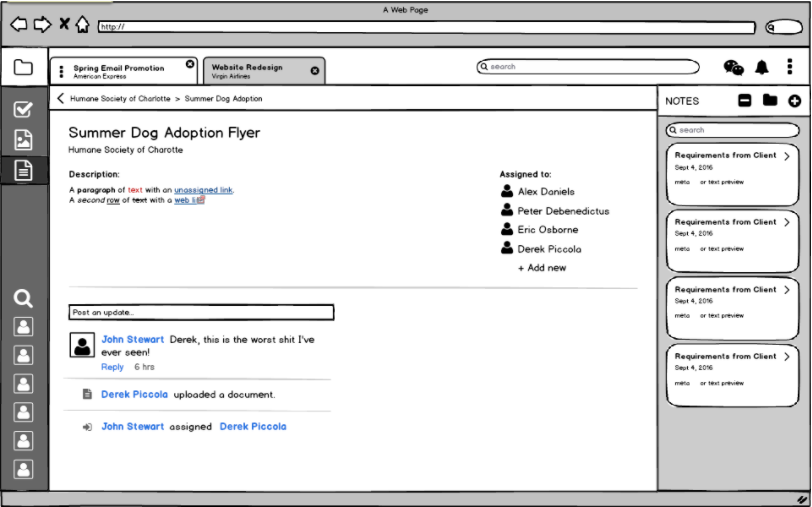 A Web Page
http://
Spring Email Promotion
American Express
Website Redesign
Virgin Airlines
search
Humane Society of Charlotte > Summer Dog Adoption
NOTES
search
Summer Dog Adoption Flyer
Humane Society of Charotte
Description:
A paragraph of text with an unassigned link.
A second row of text with a web link
Assigned to:
Alex Daniels
Peter Debenedictus
Eric Osborne
Derek Piccola
+ Add new
Post an update...
John Stewart Derek, this is the worst shit I've
ever seen!
Reply 6 hrs
Derek Piccola uploaded a document.
John Stewart assigned Derek Piccola
Requirements from Client
Sept 4, 2016
meta or text preview
Requirements from Client
Sept 4, 2016
meta or text preview
Requirements from Client
Sept 4, 2016
meta or text preview
Requirements from Client
Sept 4, 2016
meta or text preview